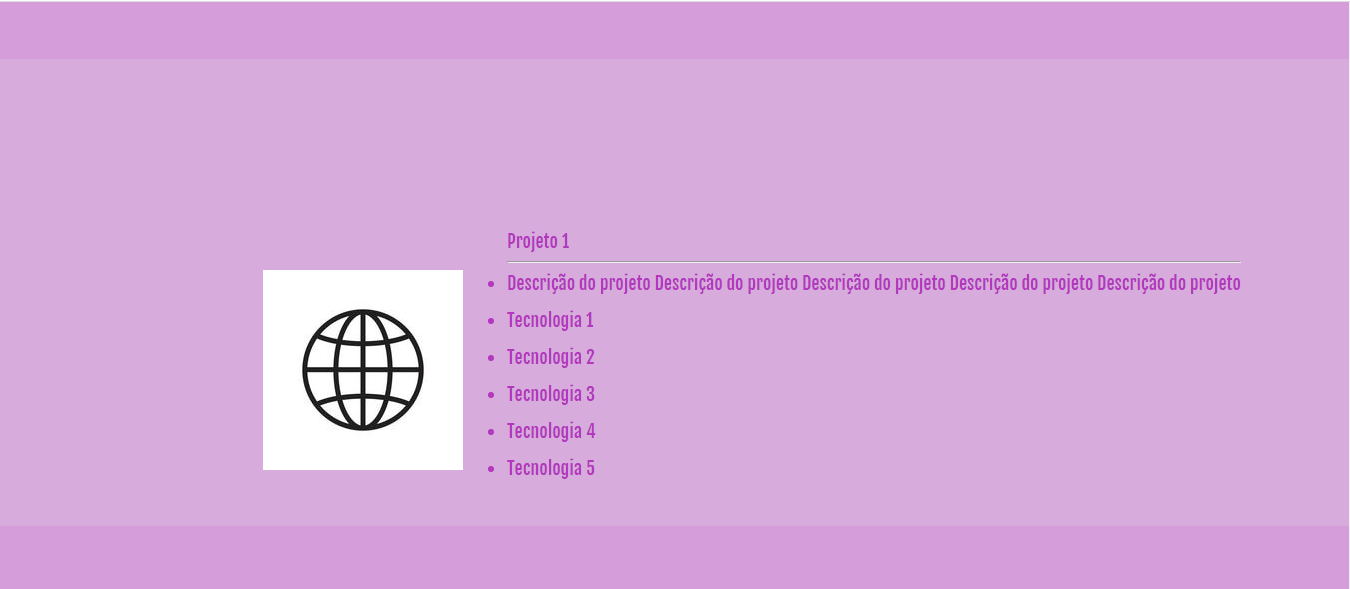 Projeto 1
Descrição do projeto Descrição do projeto Descrição do projeto Descrição do projeto Descrição do projeto
Tecnologia 1
Tecnologia 2
Tecnologia 3
Tecnologia 4
Tecnologia 5